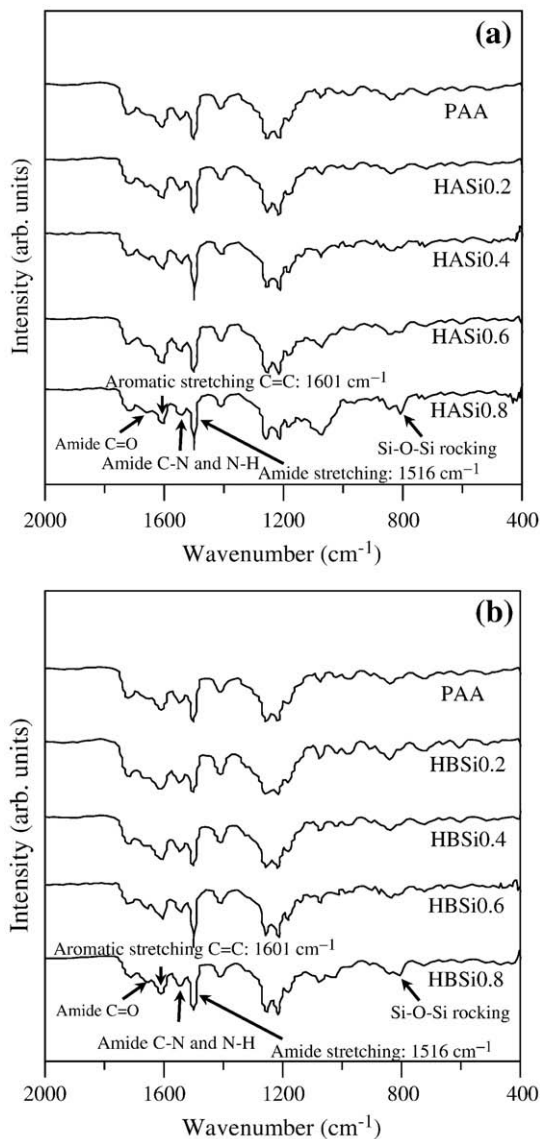 (a)
PAA
HASi0.2
HASi0.4
HASi0.6
Aromatic stretching C=C: 1601 cm⁻¹
HASi0.8
Amide C=O
Si-O-Si rocking
Amide C-N and N-H
Amide stretching: 1516 cm⁻¹
Intensity (arb. units)
2000 1600 1200 800 400
Wavenumber (cm⁻¹)
(b)
PAA
HBSi0.2
HBSi0.4
HBSi0.6
Aromatic stretching C=C: 1601 cm⁻¹
HBSi0.8
Amide C=O
Si-O-Si rocking
Amide C-N and N-H
Amide stretching: 1516 cm⁻¹
Intensity (arb. units)
2000 1600 1200 800 400
Wavenumber (cm⁻¹)